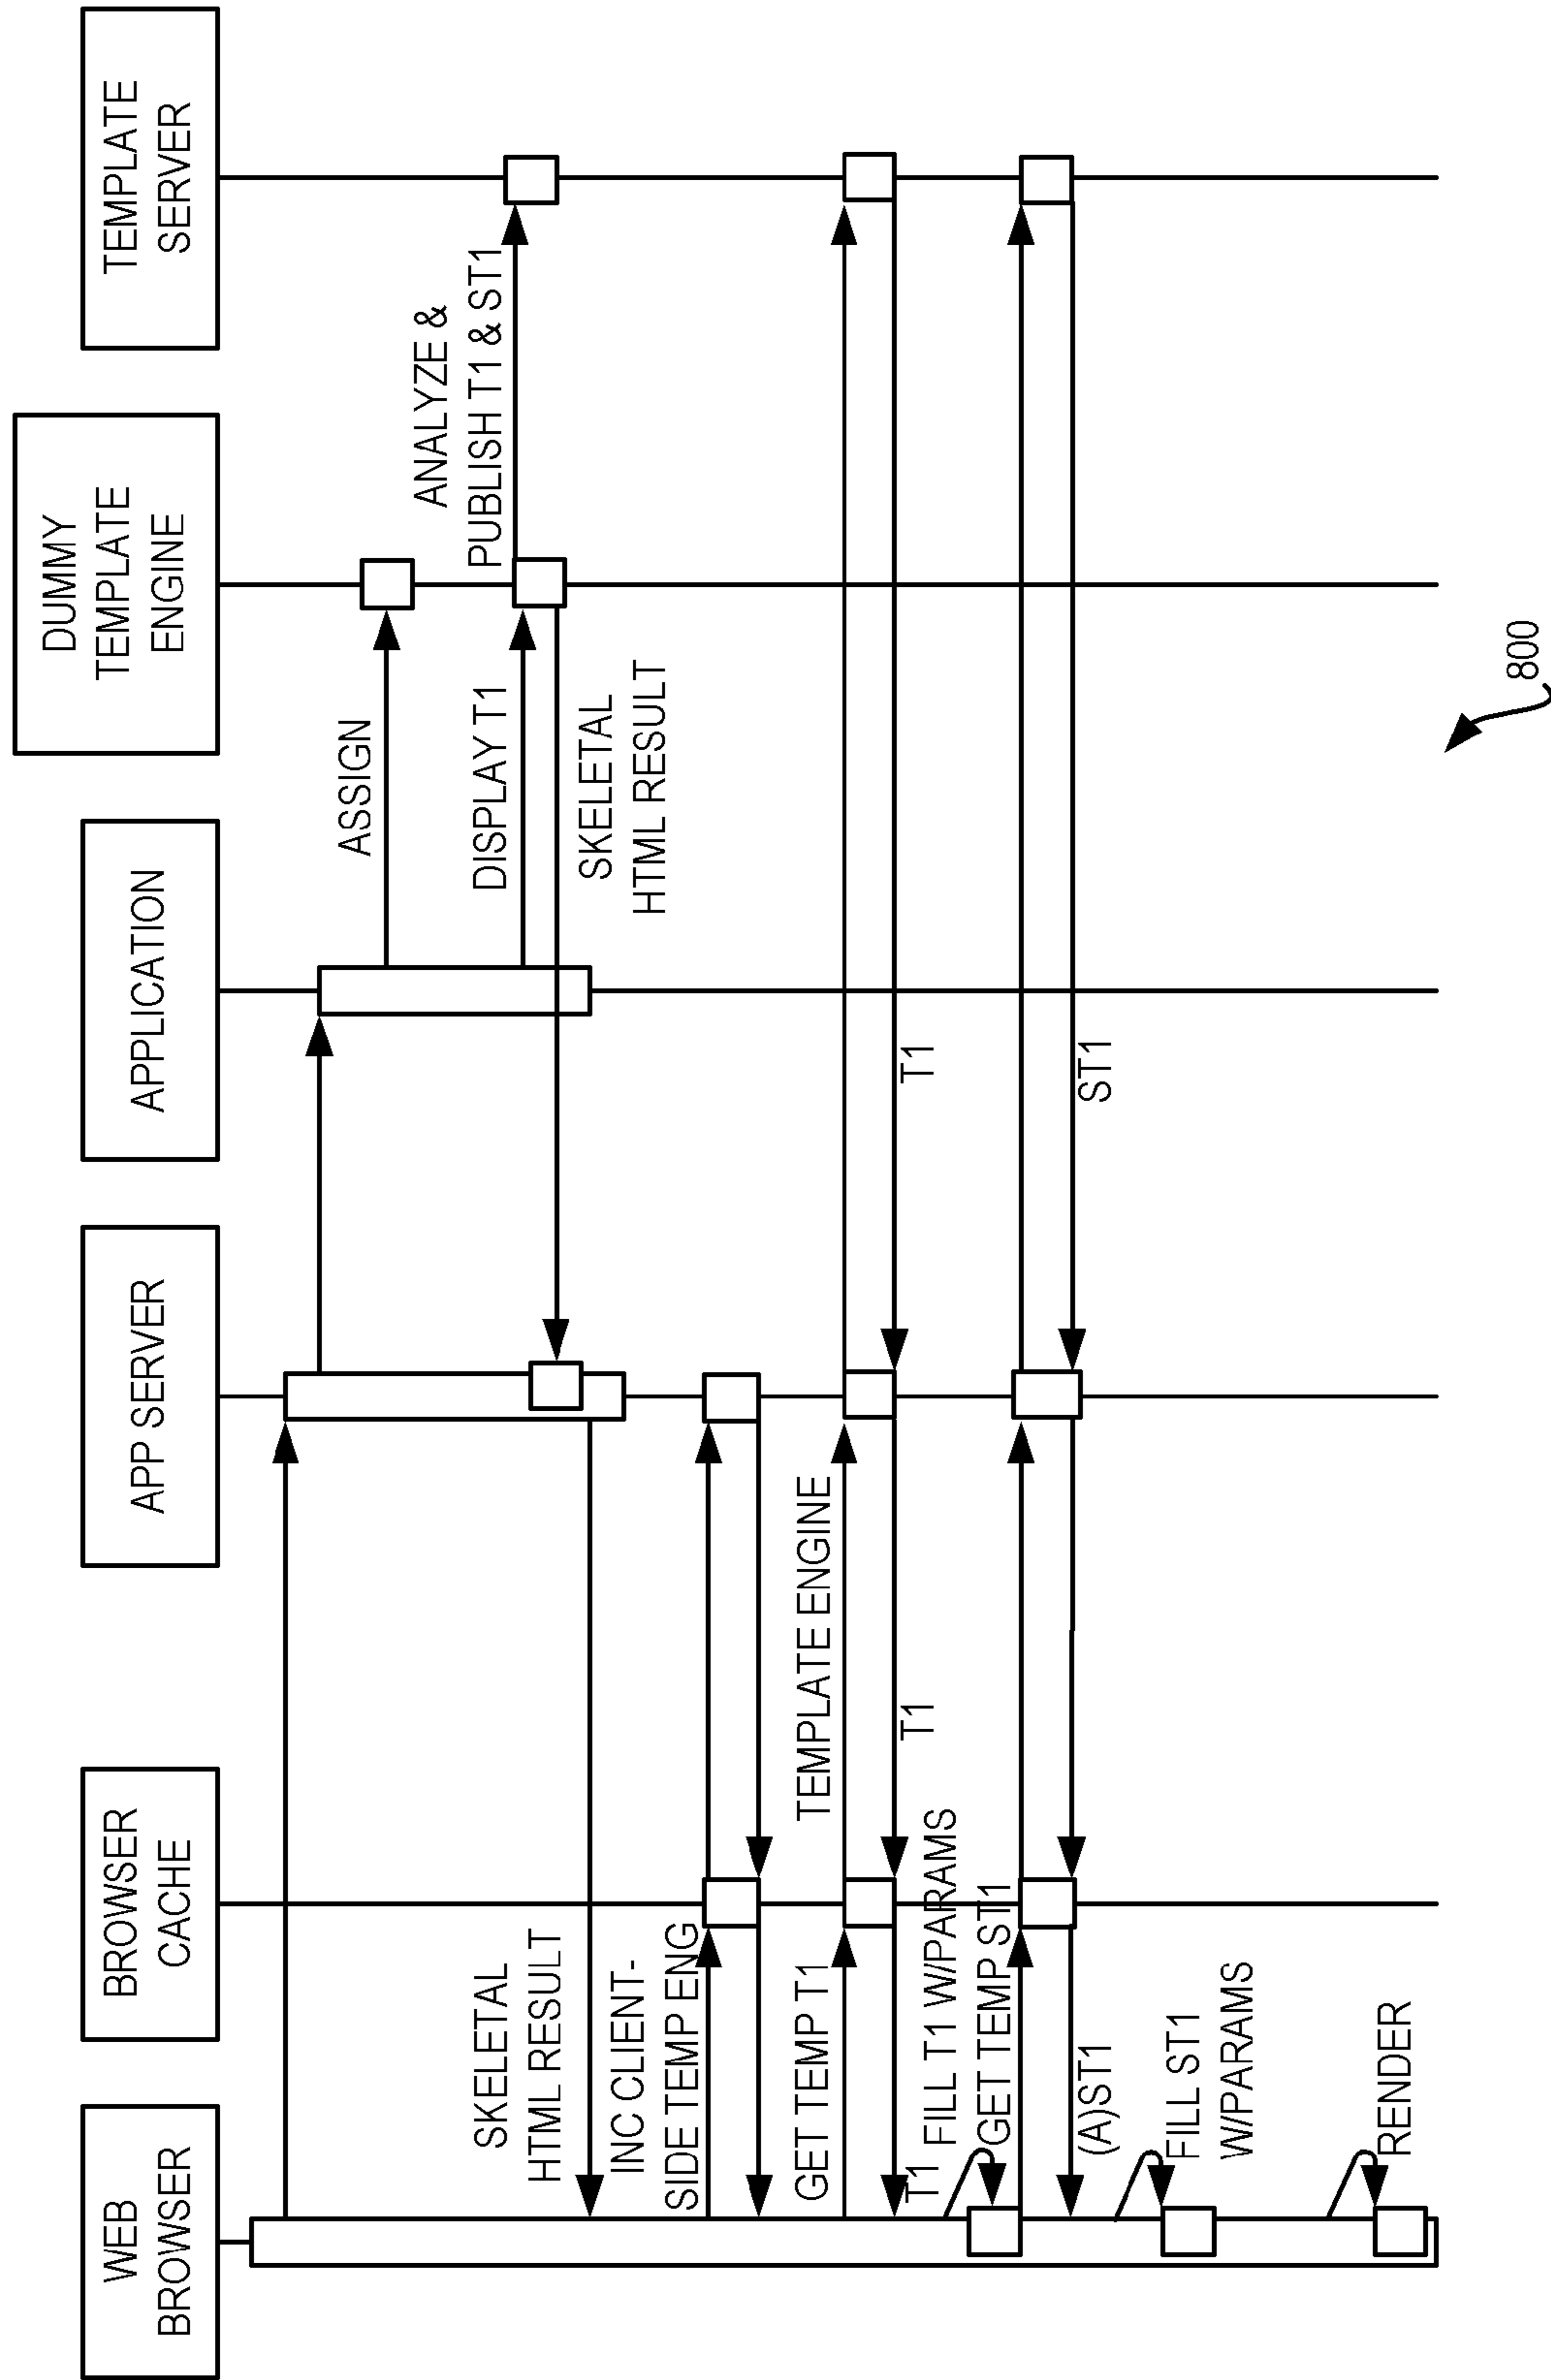 WEB
BROWSER
BROWSER
CACHE
APP SERVER
APPLICATION
DUMMY
TEMPLATE
ENGINE
TEMPLATE
SERVER
ASSIGN
ANALYZE &
PUBLISH T1 & ST1
DISPLAY T1
SKELETAL
HTML RESULT
SKELETAL
HTML RESULT
INC CLIENT-
SIDE TEMP ENG
TEMPLATE ENGINE
GET TEMP T1
T1
T1
T1
FILL T1 W/PARAMS
GET TEMP ST1
ST1
(A)ST1
FILL ST1
W/PARAMS
RENDER
800